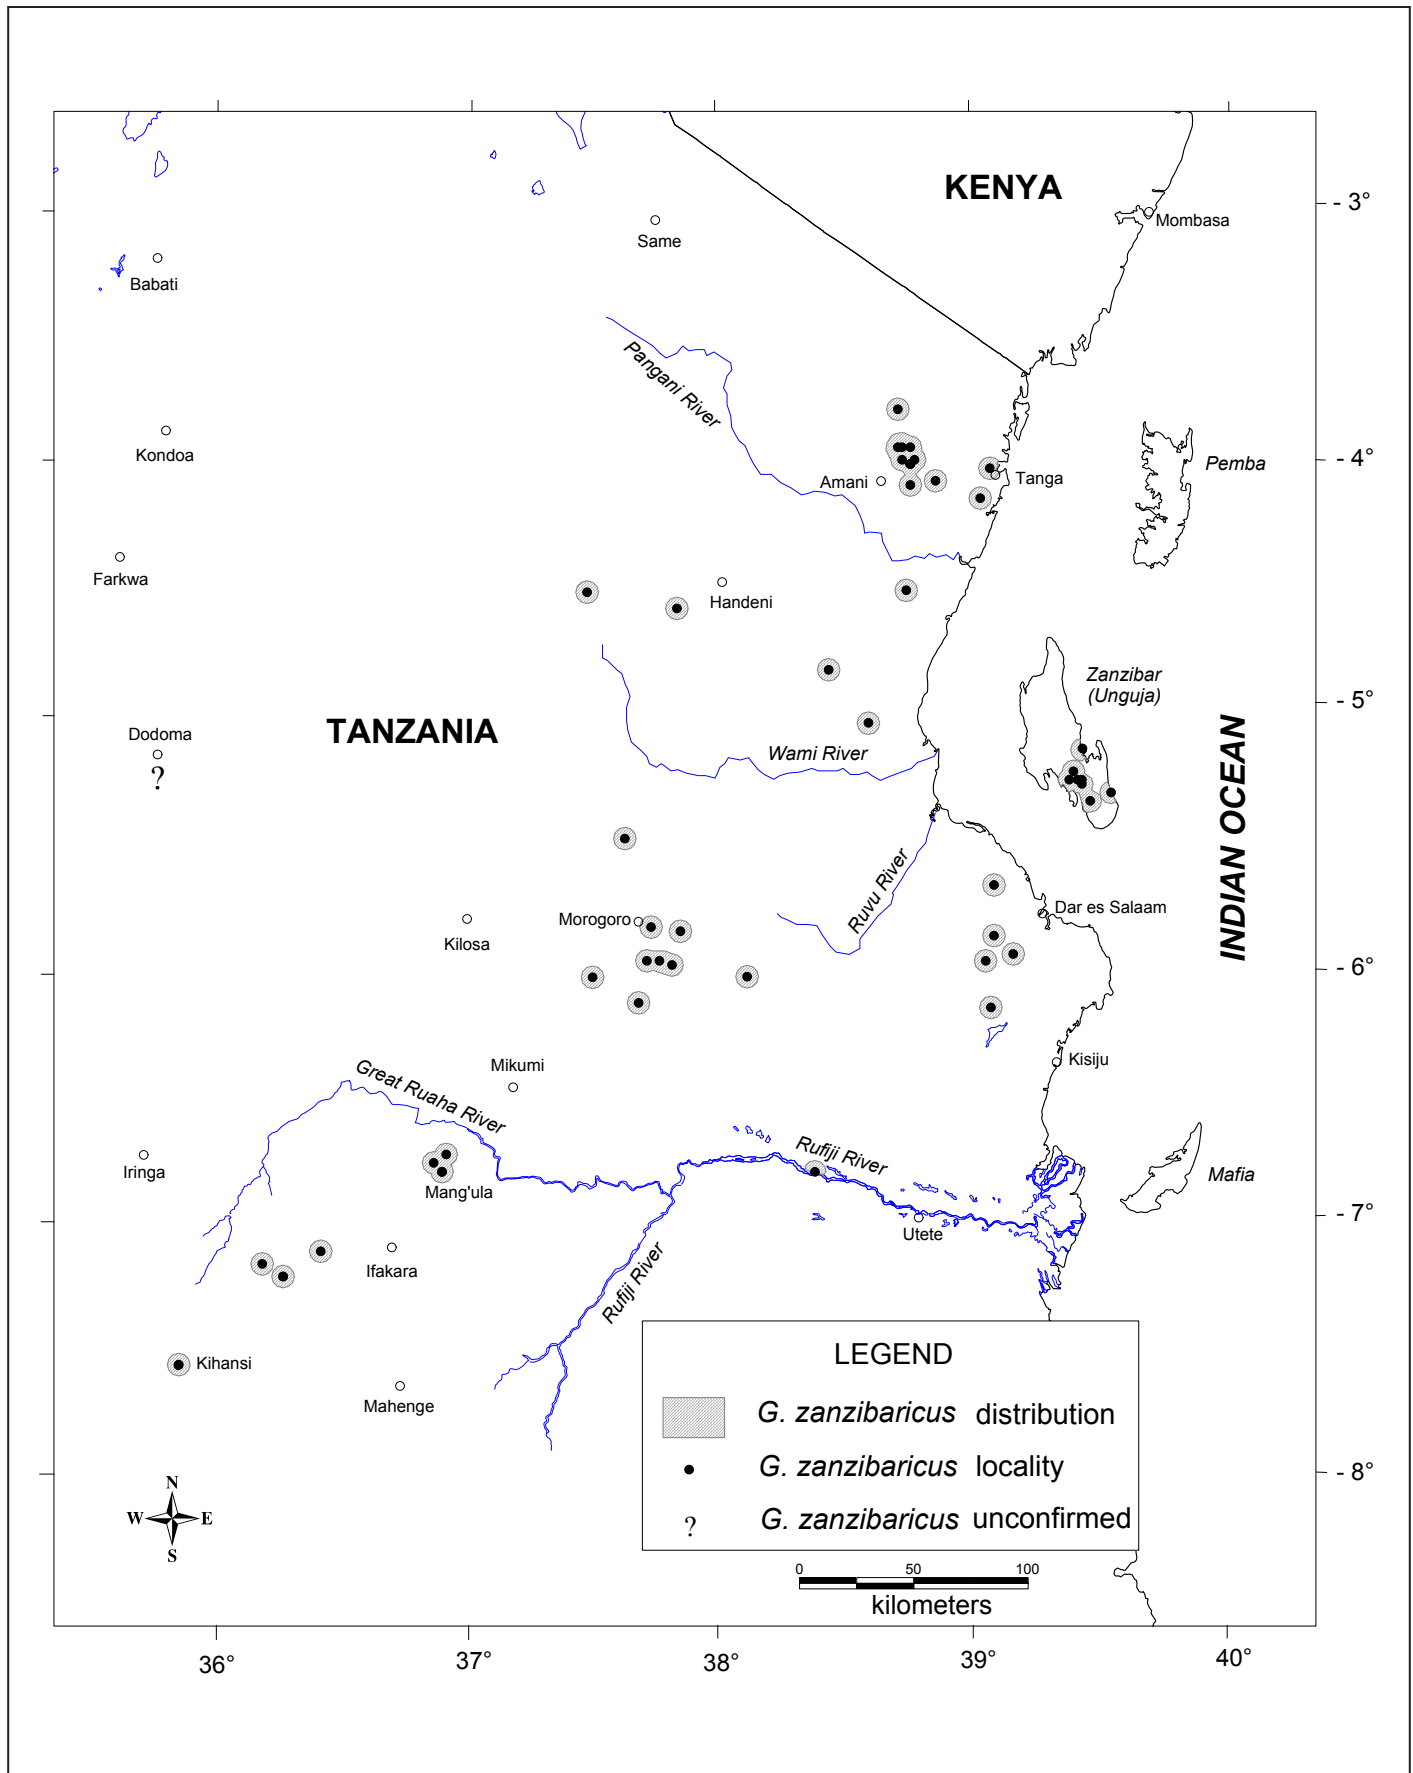 KENYA
- 3°
Mombasa
Same
Babati
Pangani River
Kondoa
- 4°
Pemba
Amani
Tanga
Farkwa
Handeni
Zanzibar
(Unguja)
- 5°
TANZANIA
Dodoma
?
Wami River
INDIAN OCEAN
Ruvu River
Dar es Salaam
Morogoro
Kilosa
- 6°
Kisiju
Mikumi
Great Ruaha River
Rufiji River
Iringa
Mang'ula
Mafia
- 7°
Utete
Ifakara
Rufiji River
Kihansi
Mahenge
LEGEND
G. zanzibaricus distribution
G. zanzibaricus locality
- 8°
? G. zanzibaricus unconfirmed
N
W E
S
0 50 100
kilometers
36° 37° 38° 39° 40°